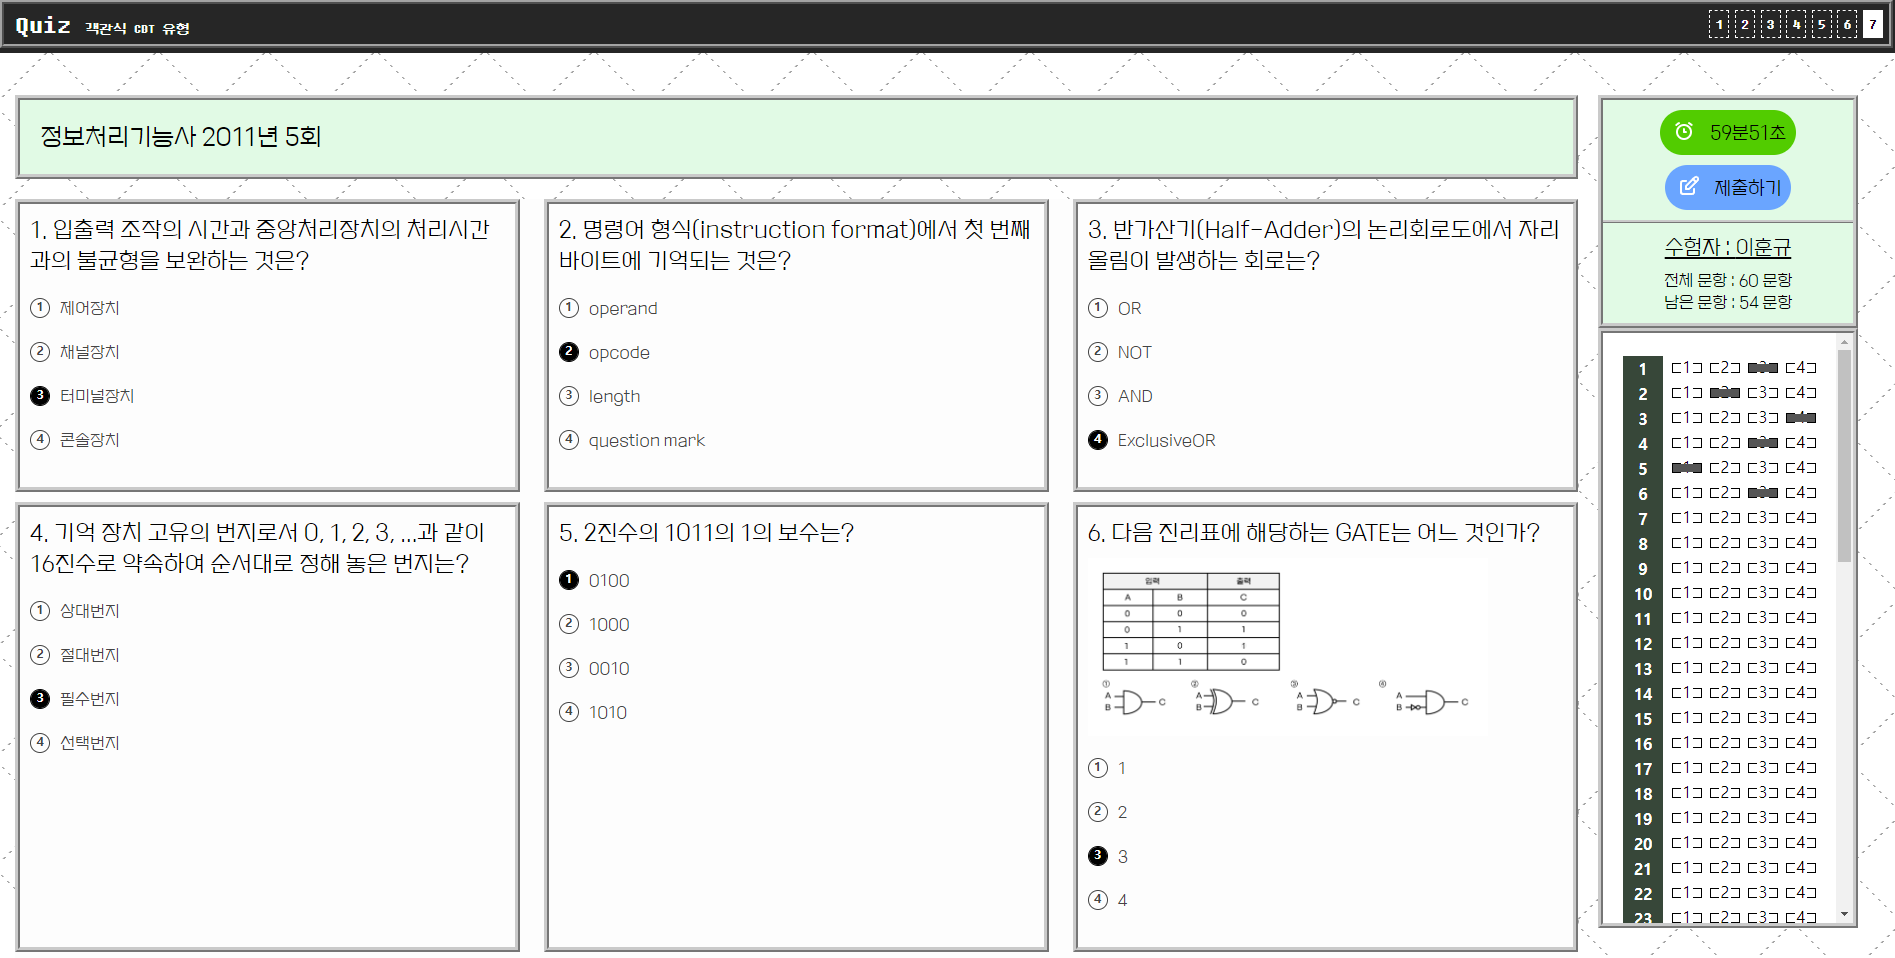 Quiz 객관식 CBT 유형
1 2 3 4 5 6 7
정보처리기능사 2011년 5회
59분51초
제출하기
수험자 : 이훈규
전체 문항 : 60 문항
남은 문항 : 54 문항
1. 입출력 조작의 시간과 중앙처리장치의 처리시간
과의 불균형을 보완하는 것은?
1 제어장치
2 채널장치
3 터미널장치
4 콘솔장치
2. 명령어 형식(instruction format)에서 첫 번째
바이트에 기억되는 것은?
1 operand
2 opcode
3 length
4 question mark
3. 반가산기(Half-Adder)의 논리회로도에서 자리
올림이 발생하는 회로는?
1 OR
2 NOT
3 AND
4 ExclusiveOR
4. 기억 장치 고유의 번지로서 0, 1, 2, 3, ...과 같이
16진수로 약속하여 순서대로 정해 놓은 번지는?
1 상대번지
2 절대번지
3 필수번지
4 선택번지
5. 2진수의 1011의 1의 보수는?
1 0100
2 1000
3 0010
4 1010
6. 다음 진리표에 해당하는 GATE는 어느 것인가?
입력 출력
A B C
0 0 0
0 1 1
1 0 1
1 1 0
① ② ③ ④
A C A C A C A C
B B B B
1 1
2 2
3 3
4 4
1 ⊏1⊐ ⊏2⊐ ⊏4⊐
2 ⊏1⊐ ⊏3⊐ ⊏4⊐
3 ⊏1⊐ ⊏2⊐ ⊏3⊐
4 ⊏1⊐ ⊏2⊐ ⊏4⊐
5 ⊏2⊐ ⊏3⊐ ⊏4⊐
6 ⊏1⊐ ⊏2⊐ ⊏4⊐
7 ⊏1⊐ ⊏2⊐ ⊏3⊐ ⊏4⊐
8 ⊏1⊐ ⊏2⊐ ⊏3⊐ ⊏4⊐
9 ⊏1⊐ ⊏2⊐ ⊏3⊐ ⊏4⊐
10 ⊏1⊐ ⊏2⊐ ⊏3⊐ ⊏4⊐
11 ⊏1⊐ ⊏2⊐ ⊏3⊐ ⊏4⊐
12 ⊏1⊐ ⊏2⊐ ⊏3⊐ ⊏4⊐
13 ⊏1⊐ ⊏2⊐ ⊏3⊐ ⊏4⊐
14 ⊏1⊐ ⊏2⊐ ⊏3⊐ ⊏4⊐
15 ⊏1⊐ ⊏2⊐ ⊏3⊐ ⊏4⊐
16 ⊏1⊐ ⊏2⊐ ⊏3⊐ ⊏4⊐
17 ⊏1⊐ ⊏2⊐ ⊏3⊐ ⊏4⊐
18 ⊏1⊐ ⊏2⊐ ⊏3⊐ ⊏4⊐
19 ⊏1⊐ ⊏2⊐ ⊏3⊐ ⊏4⊐
20 ⊏1⊐ ⊏2⊐ ⊏3⊐ ⊏4⊐
21 ⊏1⊐ ⊏2⊐ ⊏3⊐ ⊏4⊐
22 ⊏1⊐ ⊏2⊐ ⊏3⊐ ⊏4⊐
23 ⊏1⊐ ⊏2⊐ ⊏3⊐ ⊏4⊐